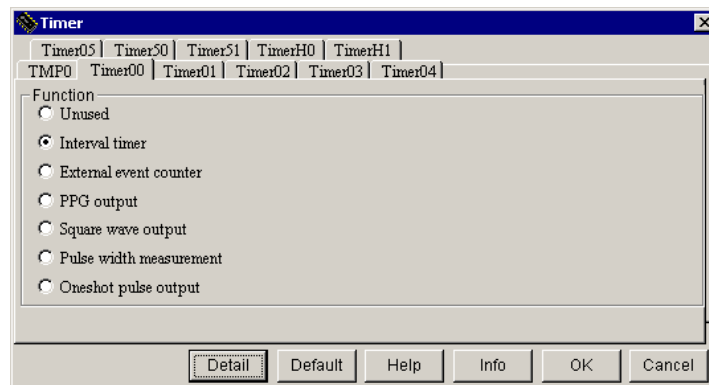 Timer
Timer05 Timer50 Timer51 TimerH0 TimerH1
TMP0 Timer00 Timer01 Timer02 Timer03 Timer04
Function
Unused
Interval timer
External event counter
PPG output
Square wave output
Pulse width measurement
Oneshot pulse output
Detail Default Help Info OK Cancel